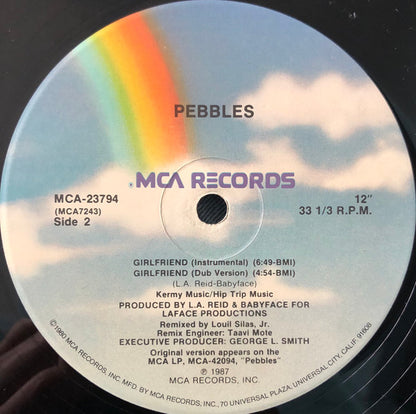 PEBBLES
MCA RECORDS
MCA-23794
(MCA7243)
Side 2
12"
33 1/3 R.P.M.
GIRLFRIEND (Instrumental) (6:49-BMI)
GIRLFRIEND (Dub Version) (4:54-BMI)
(L.A. Reid-Babyface)
Kermy Music/Hip Trip Music
PRODUCED BY L.A. REID & BABYFACE FOR
LAFACE PRODUCTIONS
Remixed by Louil Silas, Jr.
Remix Engineer: Taavi Mote
EXECUTIVE PRODUCER: GEORGE L. SMITH
Original version appears on the
MCA LP, MCA-42094, "Pebbles"
℗ 1987
MCA RECORDS, INC.
©1980 MCA RECORDS, INC. MFG. BY MCA RECORDS, INC., 70 UNIVERSAL PLAZA, UNIVERSAL CITY, CALIF. 91608